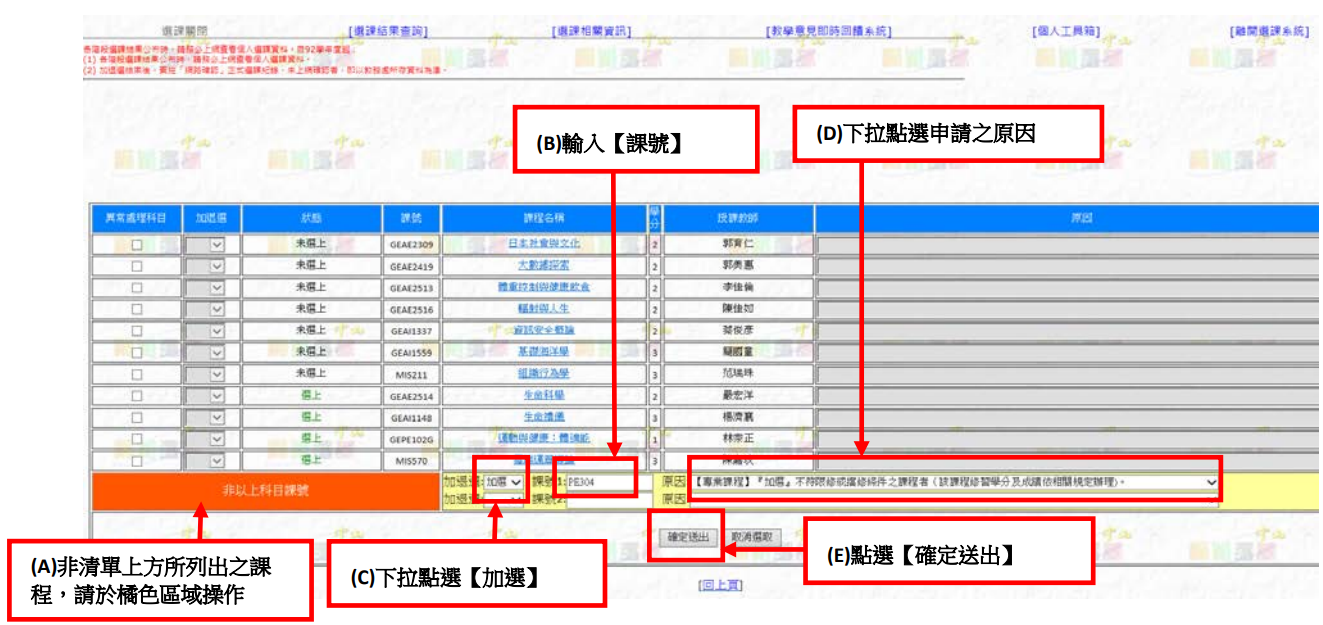 選課關閉 [選課結果查詢] [選課相關資訊] [教學意見即時回饋系統] [個人工具箱] [離開選課系統]
(B)輸入【課號】
(D)下拉點選申請之原因
異常處理科目 加退選 狀態 課號 課程名稱 學分 授課教師 原因
未選上 GEAE2309 日本社會與文化 2 郭育仁
未選上 GEAE2419 大數據探索 2 郭美惠
未選上 GEAE2513 體重控制與健康飲食 2 李佳倫
未選上 GEAE2516 輻射與人生 2 陳佳如
未選上 GEAI1337 資訊安全概論 2 蔡俊彥
未選上 GEAI1559 基礎海洋學 3
未選上 MIS211 組織行為學 3 范瑞珠
選上 GEAE2514 生命科學 2 嚴宏洋
選上 GEAI1148 生命禮儀 3 楊濟襄
選上 GEPE102G 運動與健康：體適能 1 林宗正
選上 MIS570 3
非以上科目課號
加退選: 加選 課號1: PE304 原因 【專業課程】『加選』不符限修或擋修條件之課程者（該課程修習學分及成績依相關規定辦理）。
加退選: 課號2: 原因
確定送出 取消選取
(A)非清單上方所列出之課
程，請於橘色區域操作
(C)下拉點選【加選】
(E)點選【確定送出】
[回上頁]